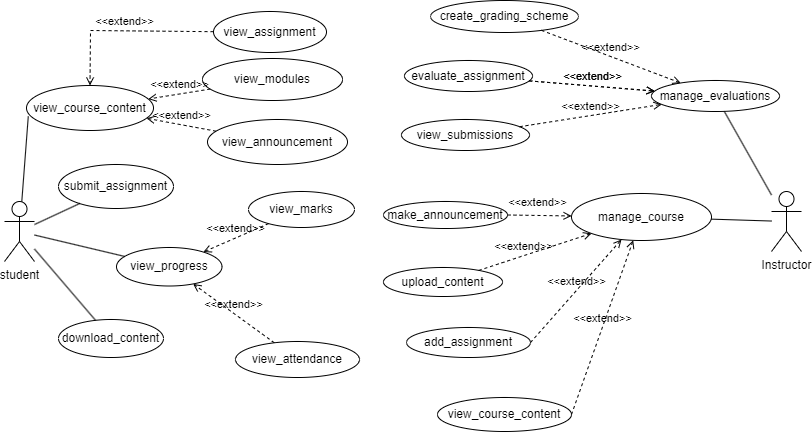 <<extend>>
view_assignment
view_modules
<<extend>>
view_course_content
<<extend>>
view_announcement
submit_assignment
view_marks
<<extend>>
student
view_progress
<<extend>>
download_content
view_attendance
create_grading_scheme
<<extend>>
evaluate_assignment
<<extend>>
manage_evaluations
<<extend>>
view_submissions
<<extend>>
make_announcement
manage_course
<<extend>>
Instructor
upload_content
<<extend>>
<<extend>>
add_assignment
view_course_content